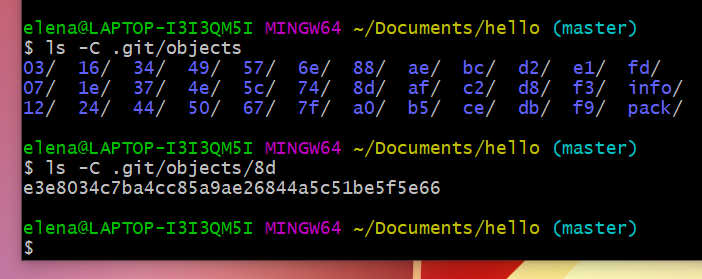 elena@LAPTOP-I3I3QM5I MINGW64 ~/Documents/hello (master)
$ ls -C .git/objects
03/ 16/ 34/ 49/ 57/ 6e/ 88/ ae/ bc/ d2/ e1/ fd/
07/ 1e/ 37/ 4e/ 5c/ 74/ 8d/ af/ c2/ d8/ f3/ info/
12/ 24/ 44/ 50/ 67/ 7f/ a0/ b5/ ce/ db/ f9/ pack/
elena@LAPTOP-I3I3QM5I MINGW64 ~/Documents/hello (master)
$ ls -C .git/objects/8d
e3e8034c7ba4cc85a9ae26844a5c51be5f5e66
elena@LAPTOP-I3I3QM5I MINGW64 ~/Documents/hello (master)
$